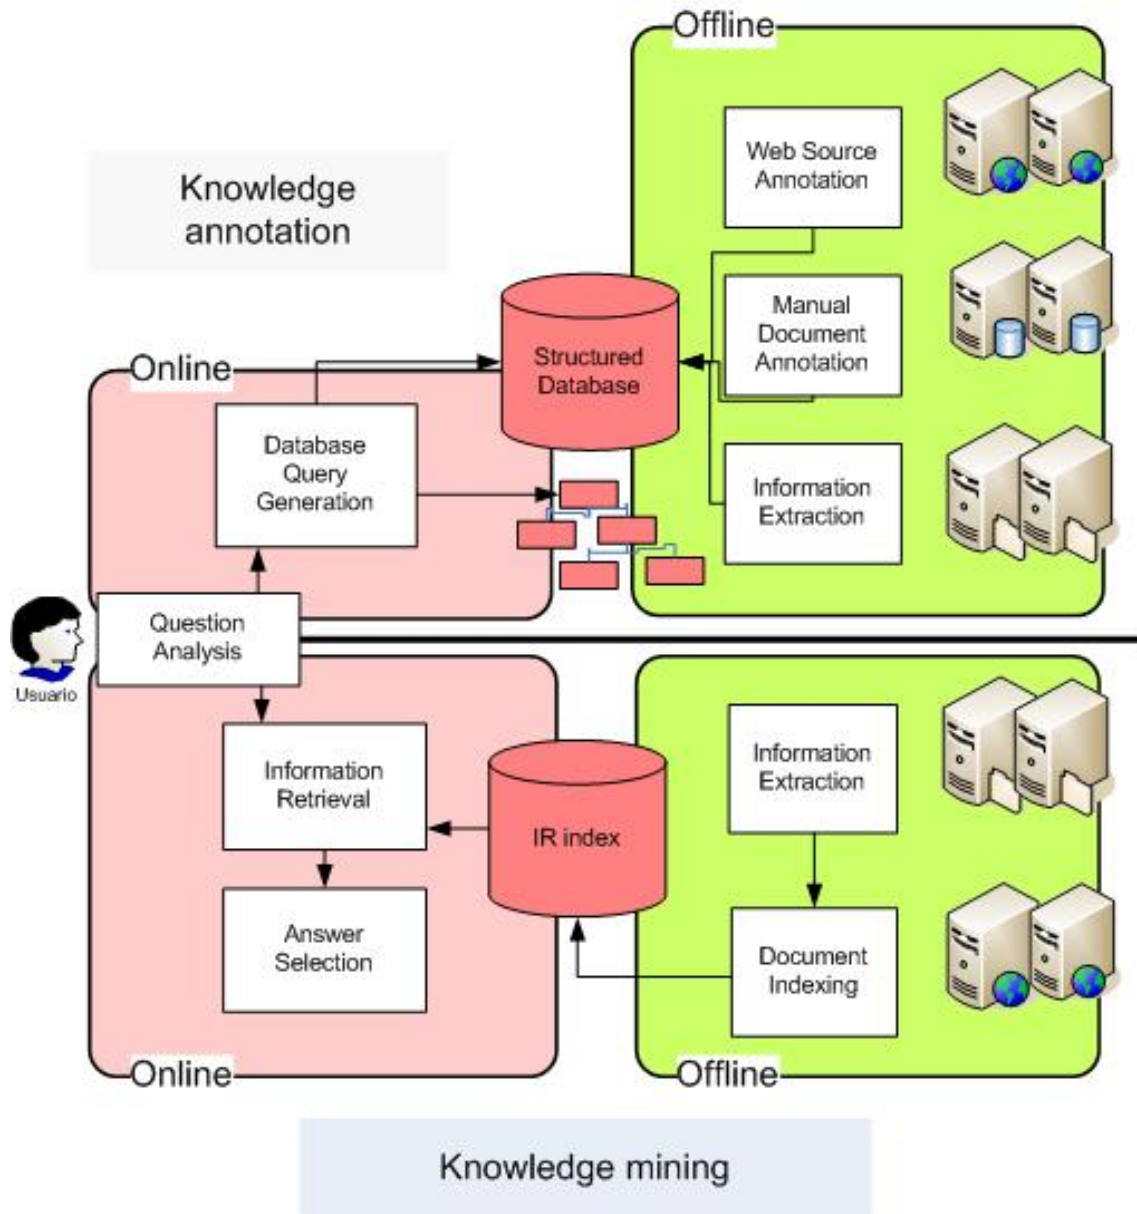 Offline
Web Source
Annotation
Knowledge
annotation
Manual
Document
Annotation
Structured
Database
Online
Database
Query
Generation
Information
Extraction
Question
Analysis
Usuario
Information
Retrieval
Information
Extraction
IR index
Answer
Selection
Document
Indexing
Online
Offline
Knowledge mining